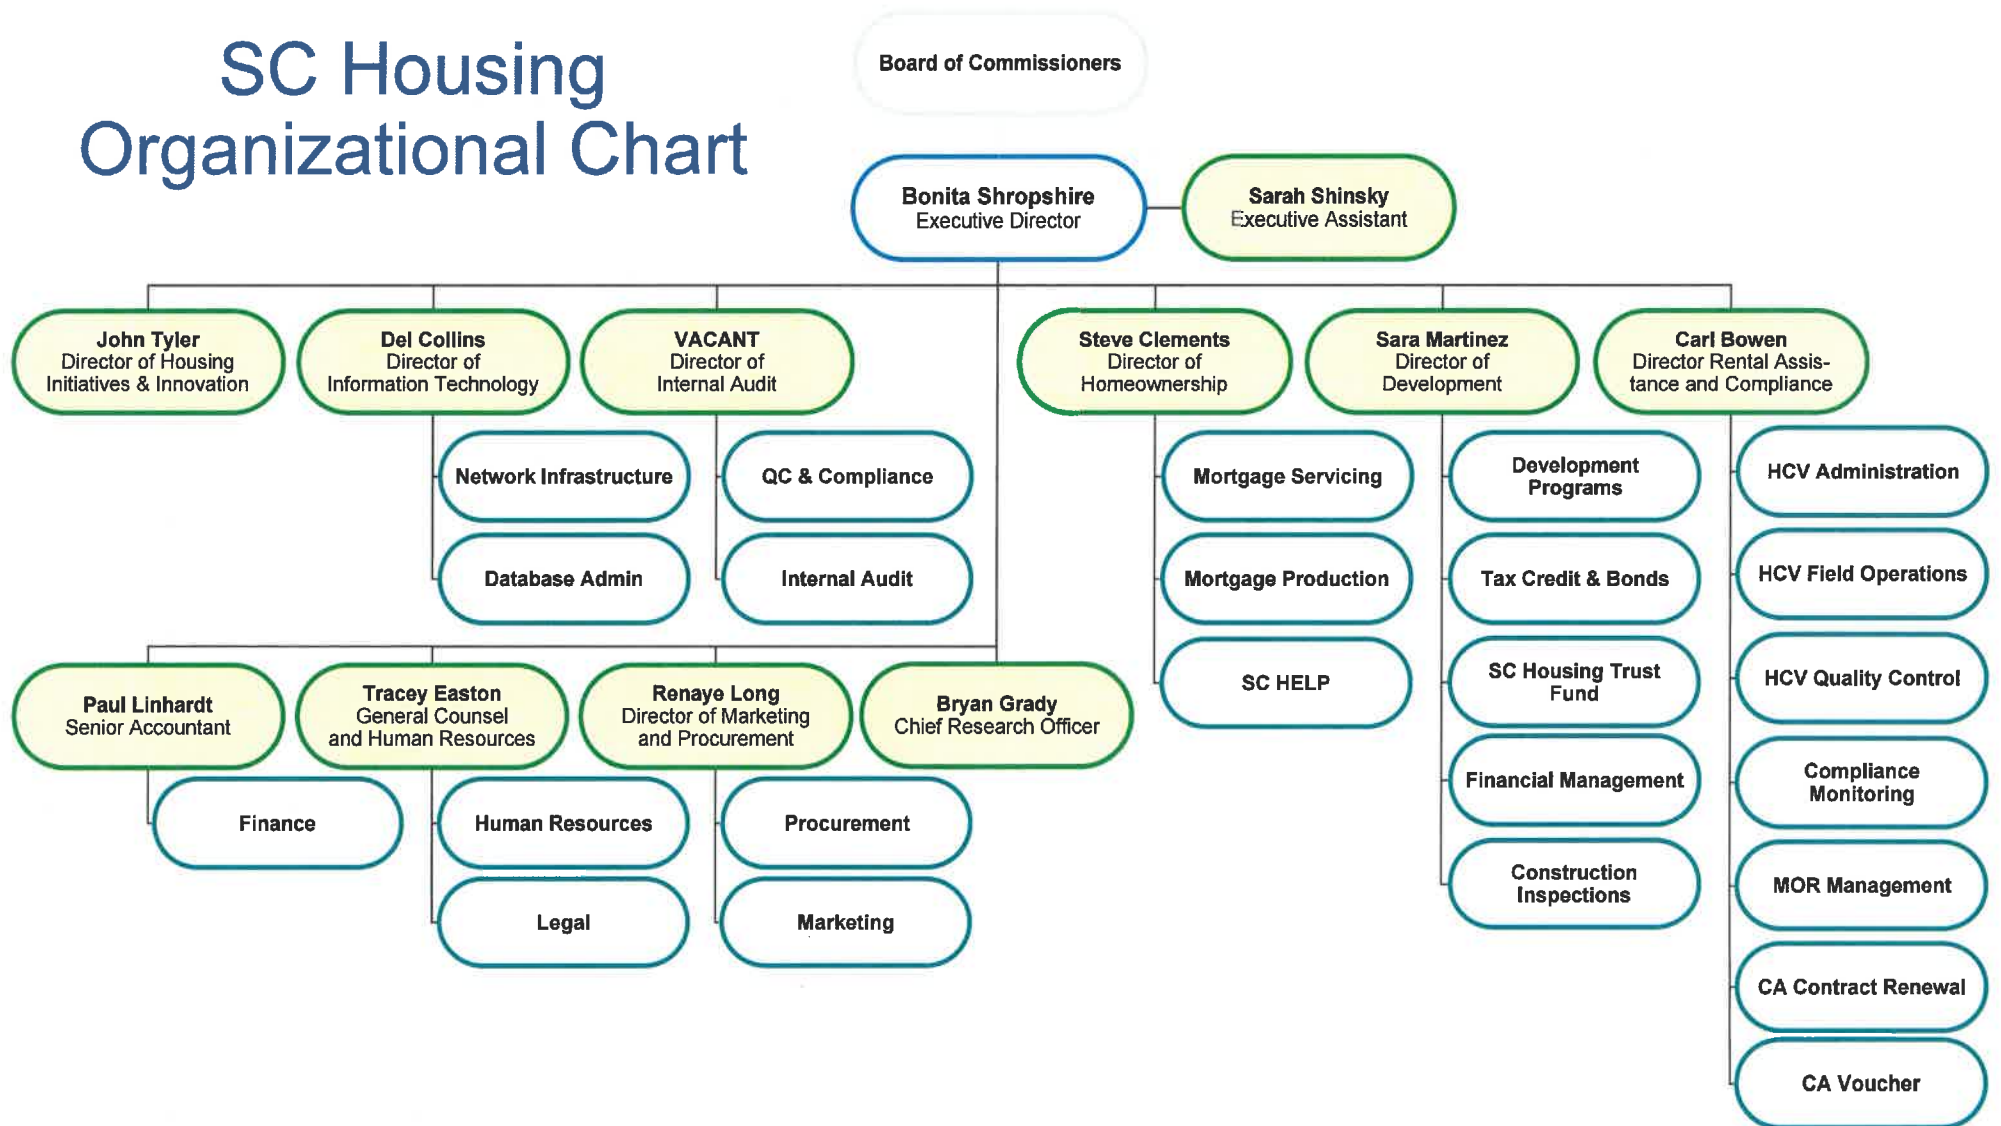 SC Housing
Organizational Chart
Board of Commissioners
Bonita Shropshire
Executive Director
Sarah Shinsky
Executive Assistant
John Tyler
Director of Housing
Initiatives & Innovation
Del Collins
Director of
Information Technology
VACANT
Director of
Internal Audit
Steve Clements
Director of
Homeownership
Sara Martinez
Director of
Development
Carl Bowen
Director Rental Assis-
tance and Compliance
Network Infrastructure
Database Admin
QC & Compliance
Internal Audit
Mortgage Servicing
Mortgage Production
SC HELP
Development
Programs
Tax Credit & Bonds
SC Housing Trust
Fund
Financial Management
Construction
Inspections
HCV Administration
HCV Field Operations
HCV Quality Control
Compliance
Monitoring
MOR Management
CA Contract Renewal
CA Voucher
Paul Linhardt
Senior Accountant
Tracey Easton
General Counsel
and Human Resources
Renaye Long
Director of Marketing
and Procurement
Bryan Grady
Chief Research Officer
Finance
Human Resources
Legal
Procurement
Marketing